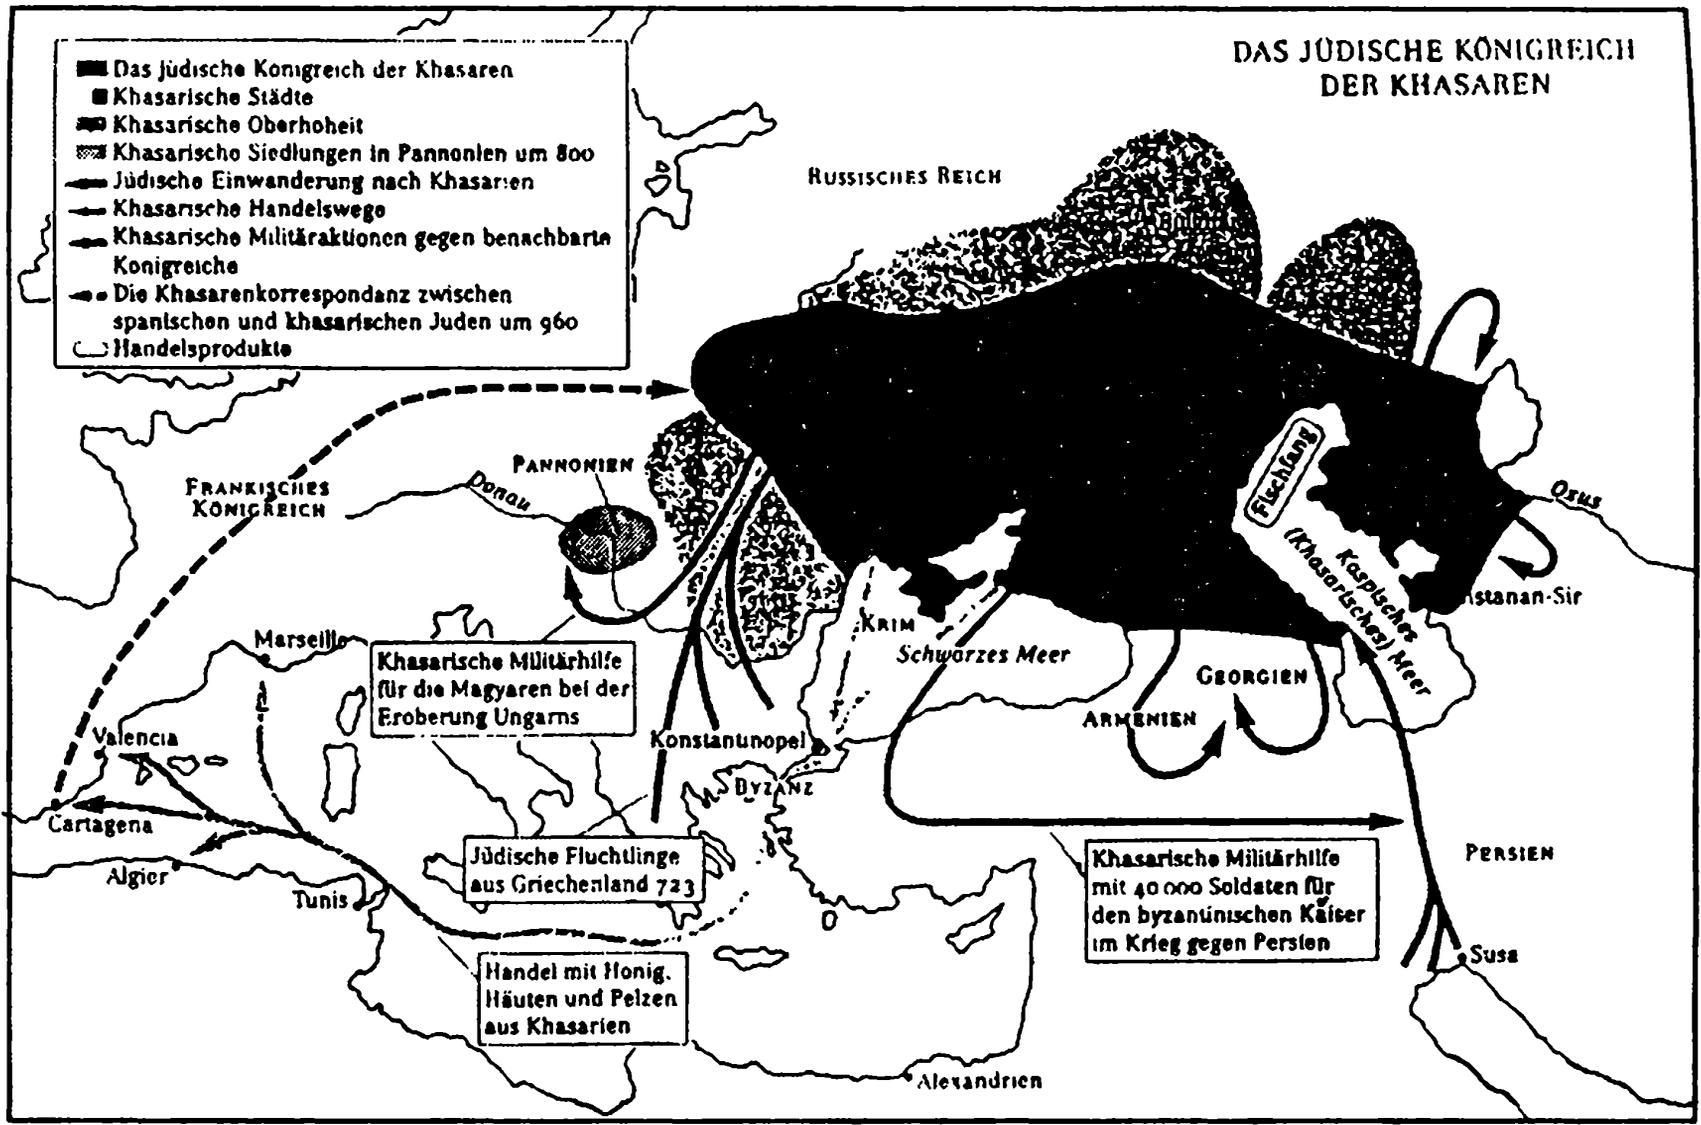 DAS JÜDISCHE KÖNIGREICH
DER KHASAREN
Das jüdische Königreich der Khasaren
Khasarische Städte
Khasarische Oberhoheit
Khasarische Siedlungen in Pannonien um 800
Jüdische Einwanderung nach Khasarien
Khasarische Handelswege
Khasarische Militäraktionen gegen benachbarte
Königreiche
Die Khasarenkorrespondanz zwischen
spanischen und khasarischen Juden um 960
Handelsprodukte
RUSSISCHES REICH
PANNONIEN
Donau
FRANKISCHES
KÖNIGREICH
Fischfang
Oxus
Kaspisches
(Khasarisches) Meer
stanan-Sir
KRIM
Schwarzes Meer
GEORGIEN
ARMENIEN
Marseille
Khasarische Militärhilfe
für die Magyaren bei der
Eroberung Ungarns
Valencia
Konstantinopel
BYZANZ
Cartagena
Algier
Tunis
Jüdische Flüchtlinge
aus Griechenland 723
Khasarische Militärhilfe
mit 40 000 Soldaten für
den byzantinischen Kaiser
im Krieg gegen Persien
PERSIEN
Susa
Handel mit Honig,
Häuten und Pelzen
aus Khasarien
Alexandrien